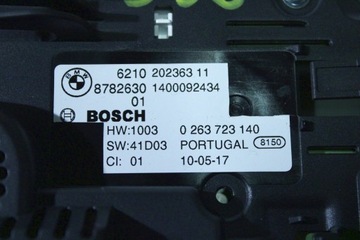 BMW
6210 202363 11
8782630 1400092434
01
BOSCH
HW:1003 0 263 723 140
SW:41D03 PORTUGAL 8150
CI: 01 10-05-17